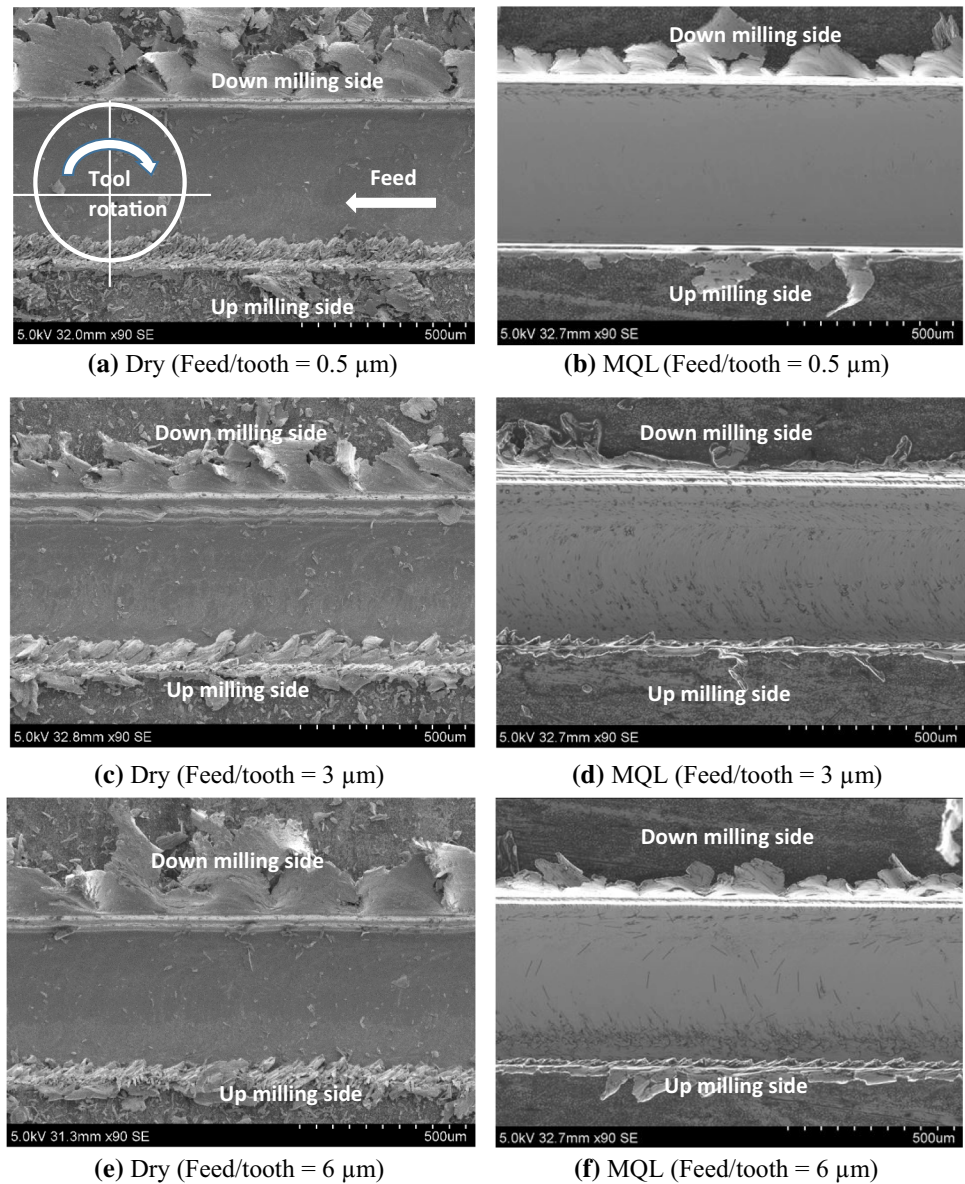 Down milling side
Tool
rotation
Feed
Up milling side
5.0kV 32.0mm x90 SE
500um
Down milling side
Up milling side
5.0kV 32.7mm x90 SE
500um
(a) Dry (Feed/tooth = 0.5 µm)
(b) MQL (Feed/tooth = 0.5 µm)
Down milling side
Up milling side
5.0kV 32.8mm x90 SE
500um
Down milling side
Up milling side
5.0kV 32.7mm x90 SE
500um
(c) Dry (Feed/tooth = 3 µm)
(d) MQL (Feed/tooth = 3 µm)
Down milling side
Up milling side
5.0kV 31.3mm x90 SE
500um
Down milling side
Up milling side
5.0kV 32.7mm x90 SE
500um
(e) Dry (Feed/tooth = 6 µm)
(f) MQL (Feed/tooth = 6 µm)